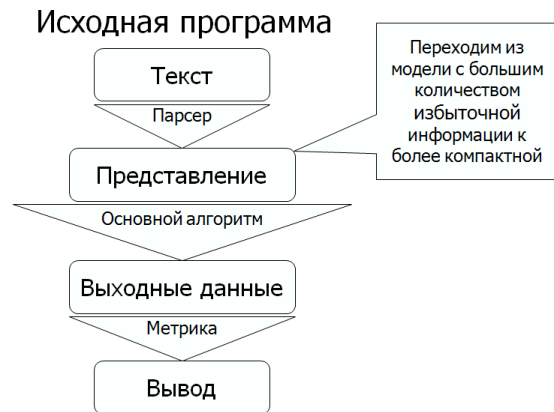 Исходная программа
Текст
Парсер
Представление
Основной алгоритм
Выходные данные
Метрика
Вывод
Переходим из
модели с большим
количеством
избыточной
информации к
более компактной